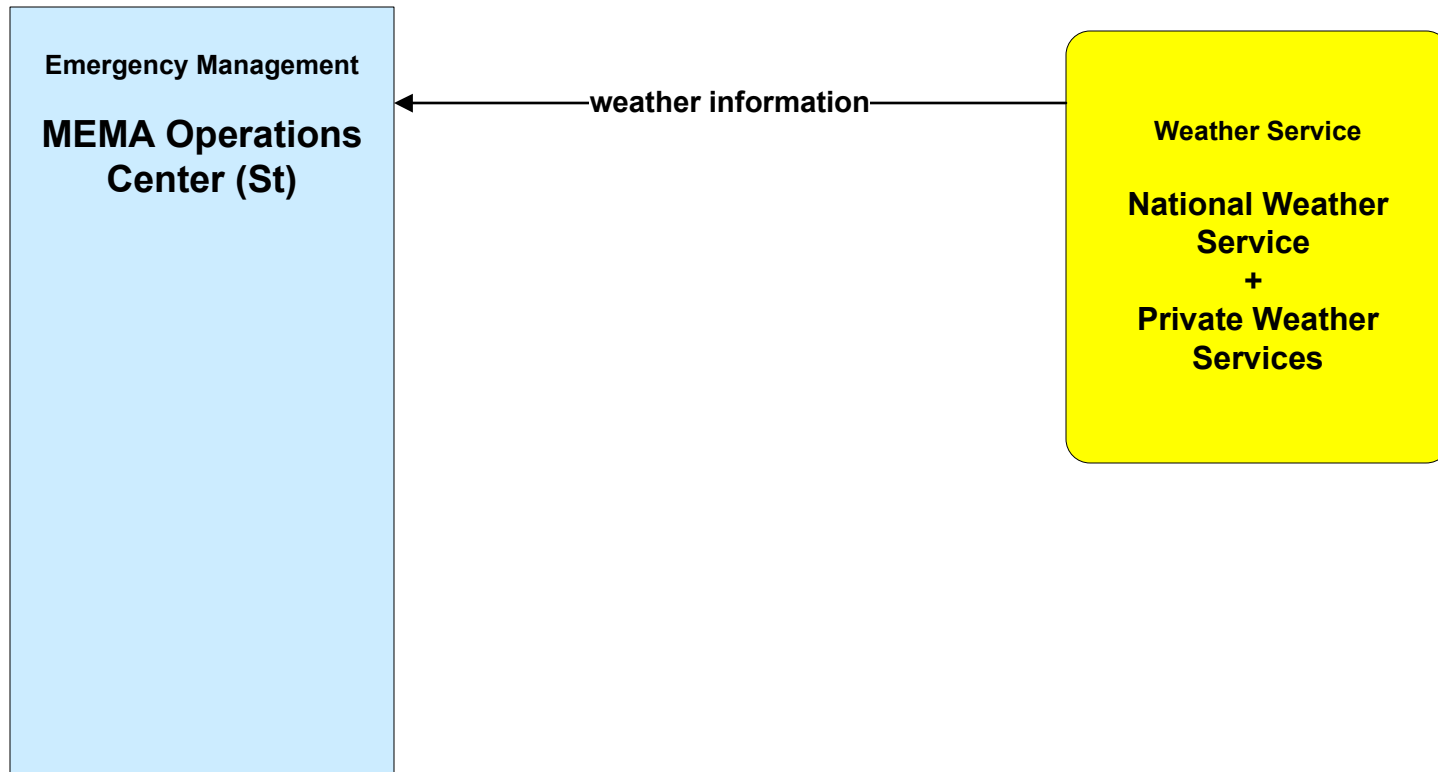 Emergency Management
MEMA Operations
Center (St)
weather information
Weather Service
National Weather
Service
+
Private Weather
Services